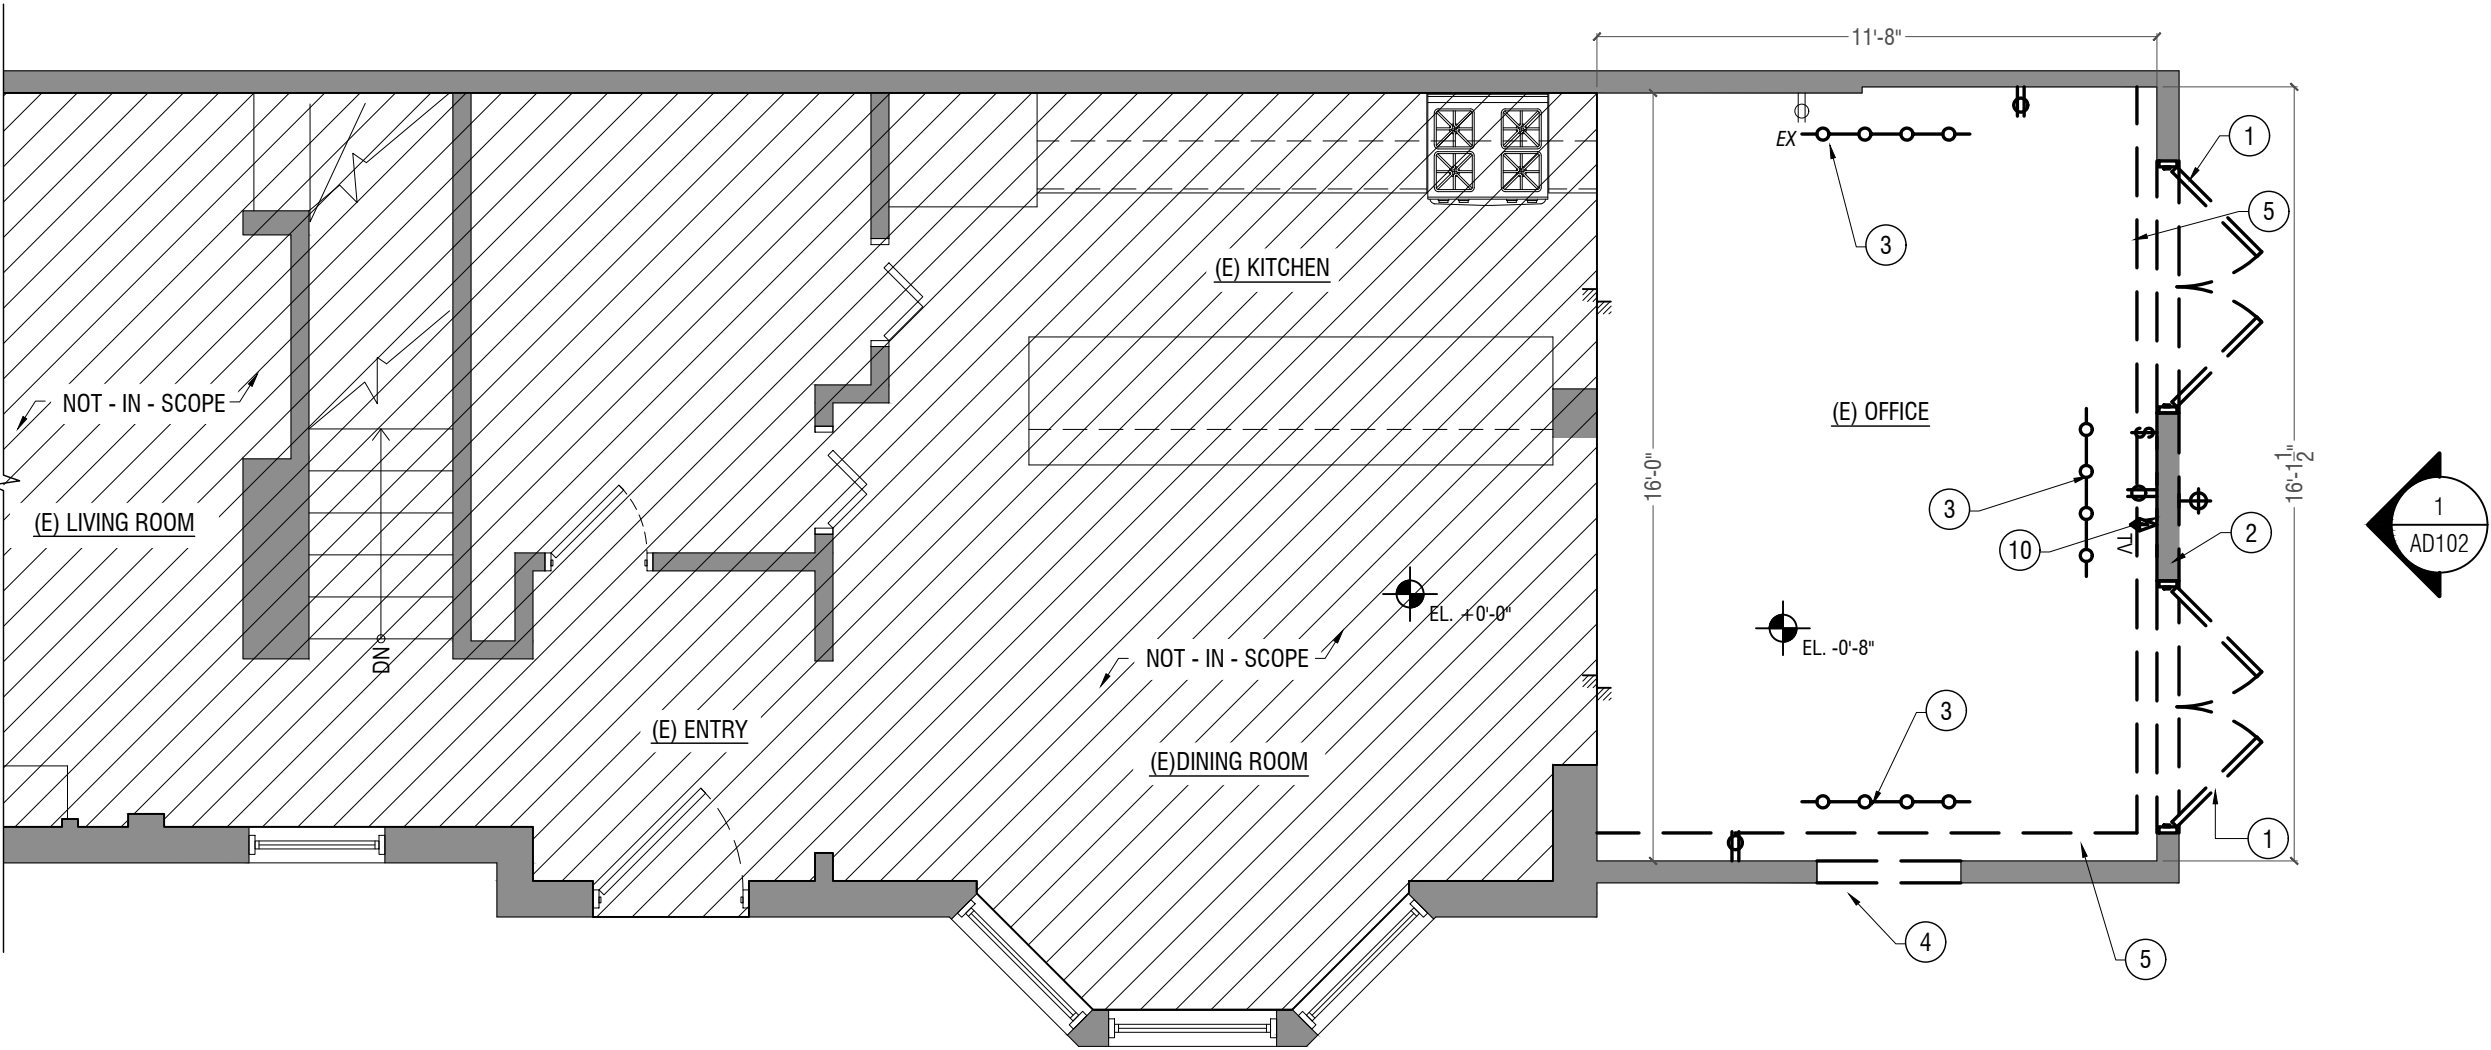 11'-8"
1
EX
5
3
(E) KITCHEN
NOT - IN - SCOPE
(E) OFFICE
S
16'-0"
16'-1 1/2"
1
AD102
3
(E) LIVING ROOM
10
TV
2
EL. +0'-0"
EL. -0'-8"
DN
NOT - IN - SCOPE
3
(E) ENTRY
(E)DINING ROOM
1
4
5